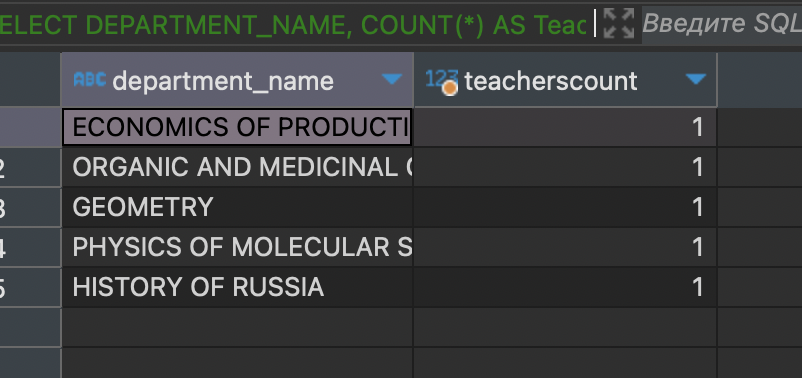 ELECT DEPARTMENT_NAME, COUNT(*) AS Teac Введите SQL
ABC department_name 123 teacherscount
ECONOMICS OF PRODUCTI 1
2 ORGANIC AND MEDICINAL 1
3 GEOMETRY 1
4 PHYSICS OF MOLECULAR S 1
5 HISTORY OF RUSSIA 1